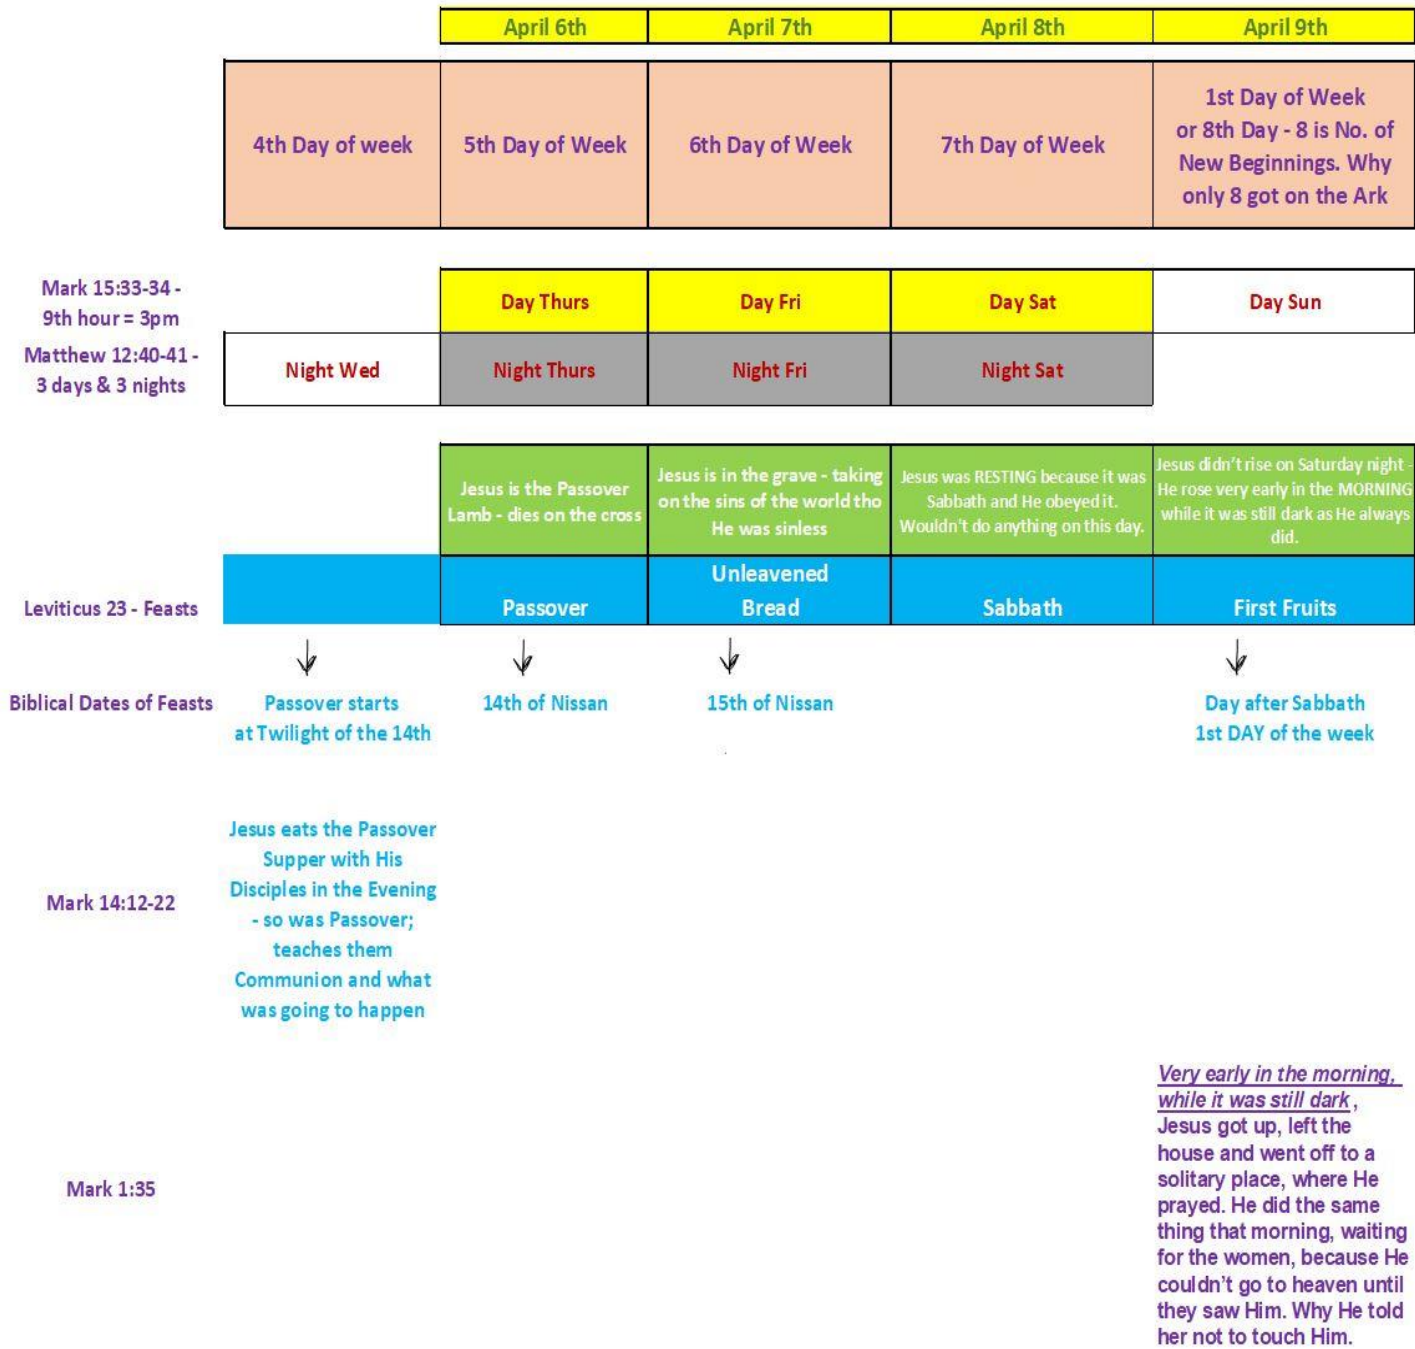 April 6th
April 7th
April 8th
April 9th
4th Day of week
5th Day of Week
6th Day of Week
7th Day of Week
1st Day of Week
or 8th Day - 8 is No. of
New Beginnings. Why
only 8 got on the Ark
Mark 15:33-34 -
9th hour = 3pm
Day Thurs
Day Fri
Day Sat
Day Sun
Matthew 12:40-41 -
3 days & 3 nights
Night Wed
Night Thurs
Night Fri
Night Sat
Jesus is the Passover
Lamb - dies on the cross
Jesus is in the grave - taking
on the sins of the world tho
He was sinless
Jesus was RESTING because it was
Sabbath and He obeyed it.
Wouldn't do anything on this day.
Jesus didn't rise on Saturday night -
He rose very early in the MORNING
while it was still dark as He always
did.
Leviticus 23 - Feasts
Passover
Unleavened
Bread
Sabbath
First Fruits
Biblical Dates of Feasts
Passover starts
at Twilight of the 14th
14th of Nissan
15th of Nissan
Day after Sabbath
1st DAY of the week
Mark 14:12-22
Jesus eats the Passover
Supper with His
Disciples in the Evening
- so was Passover;
teaches them
Communion and what
was going to happen
Mark 1:35
Very early in the morning,
while it was still dark,
Jesus got up, left the
house and went off to a
solitary place, where He
prayed. He did the same
thing that morning, waiting
for the women, because He
couldn't go to heaven until
they saw Him. Why He told
her not to touch Him.